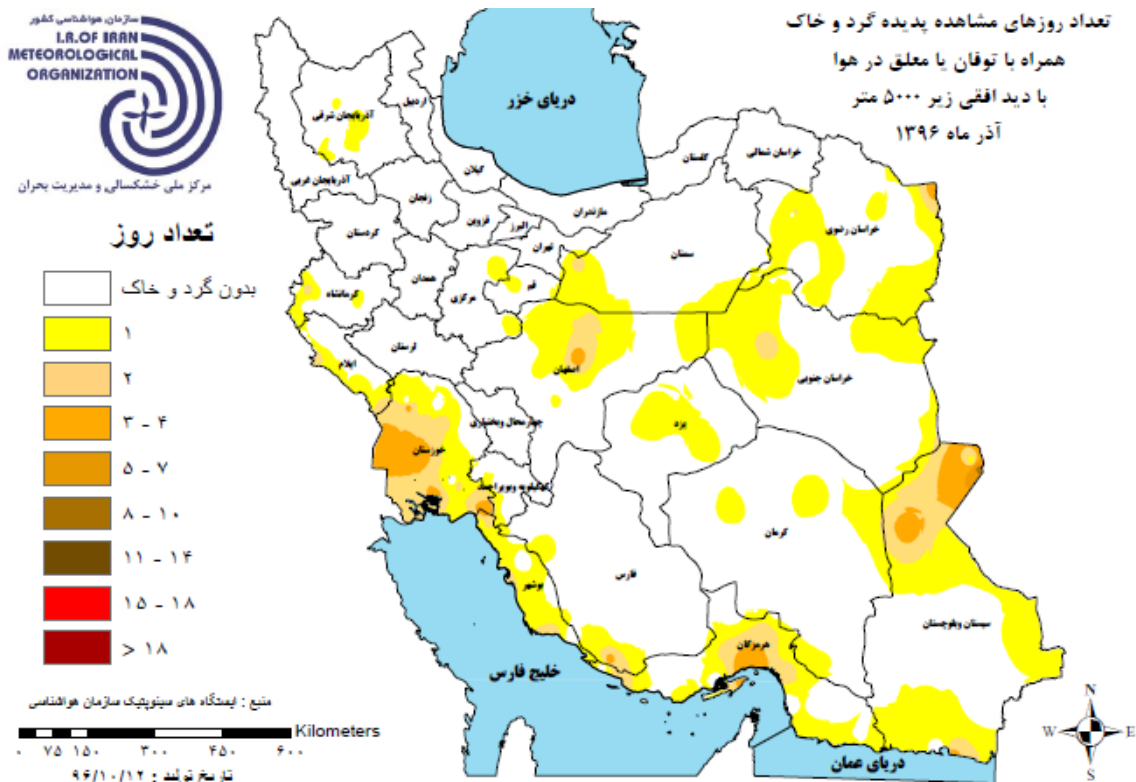 سازمان هواشناسی کشور
I.R.OF IRAN
METEOROLOGICAL
ORGANIZATION
مرکز ملی خشکسالی و مدیریت بحران
تعداد روزهای مشاهده پدیده گرد و خاک
همراه با توفان یا معلق در هوا
با دید افقی زیر ۵۰۰۰ متر
آذر ماه ۱۳۹۶
تعداد روز
بدون گرد و خاک
۱
۲
۳ - ۴
۵ - ۷
۸ - ۱۰
۱۱ - ۱۴
۱۵ - ۱۸
> ۱۸
دریای خزر
اردبیل
آذربایجان شرقی
آذربایجان غربی
گیلان
زنجان
قزوین
البرز
تهران
مازندران
گلستان
خراسان شمالی
خراسان رضوی
سمنان
کردستان
همدان
مرکزی
قم
کرمانشاه
لرستان
ایلام
اصفهان
خراسان جنوبی
چهارمحال وبختیاری
یزد
خوزستان
کهگیلویه وبویراحمد
کرمان
فارس
بوشهر
هرمزگان
سیستان وبلوچستان
خلیج فارس
دریای عمان
منبع : ایستگاه های سینوپتیک سازمان هواشناسی
Kilometers
۰ ۷۵ ۱۵۰ ۳۰۰ ۴۵۰ ۶۰۰
تاریخ تولید : ۹۶/۱۰/۱۲
N
W E
S